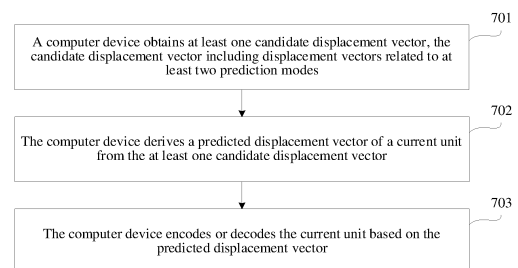 701
A computer device obtains at least one candidate displacement vector, the
candidate displacement vector including displacement vectors related to at
least two prediction modes
702
The computer device derives a predicted displacement vector of a current unit
from the at least one candidate displacement vector
703
The computer device encodes or decodes the current unit based on the
predicted displacement vector